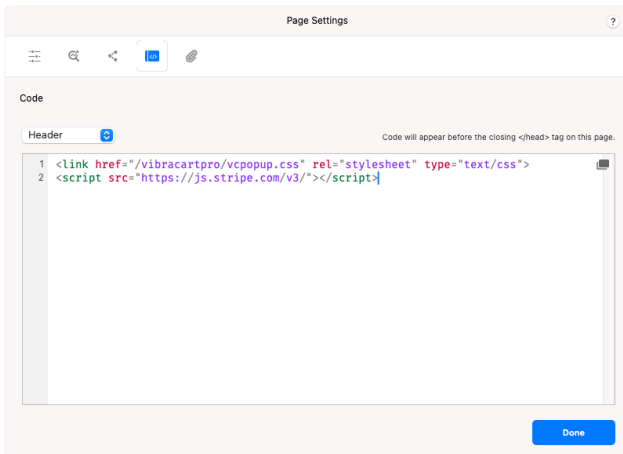 Page Settings
?
Code
Header
Code will appear before the closing </head> tag on this page.
1 <link href="/vibracartpro/vcpopup.css" rel="stylesheet" type="text/css">
2 <script src="https://js.stripe.com/v3/"></script>
Done